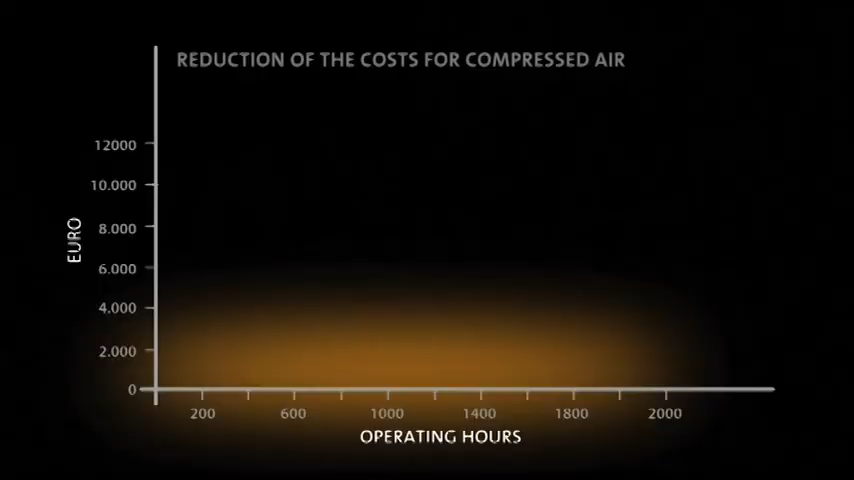 REDUCTION OF THE COSTS FOR COMPRESSED AIR
12000
10.000
8.000
6.000
4.000
2.000
0
EURO
200 600 1000 1400 1800 2000
OPERATING HOURS